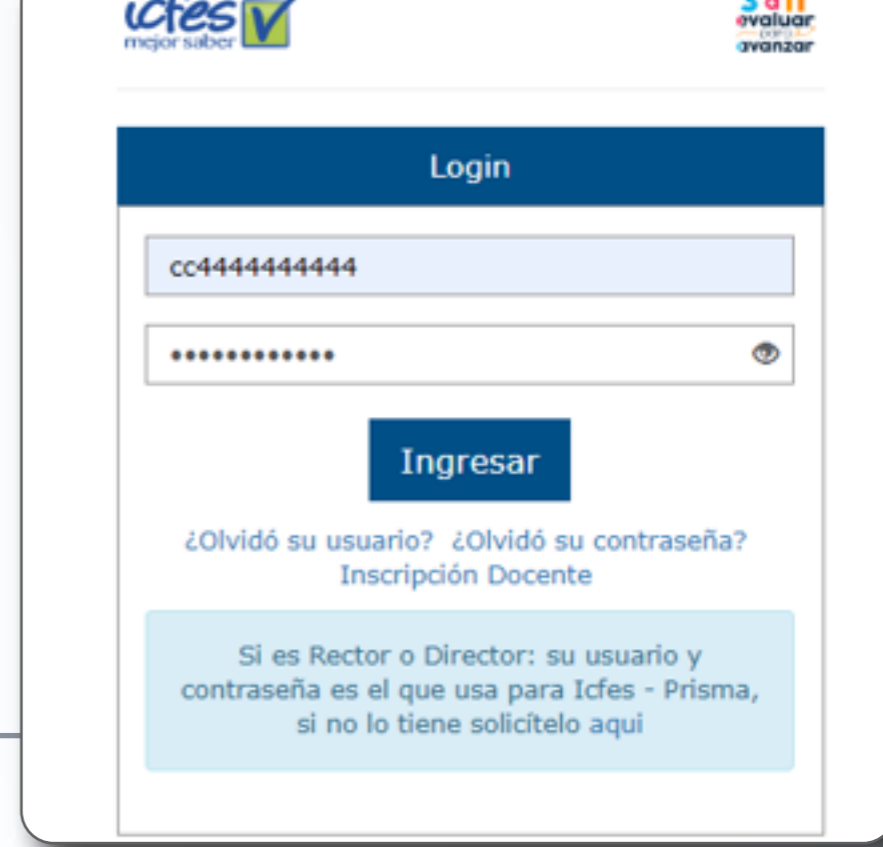 icfes
mejor saber
evaluar
para
avanzar
Login
cc4444444444
••••••••••••
Ingresar
¿Olvidó su usuario? ¿Olvidó su contraseña?
Inscripción Docente
Si es Rector o Director: su usuario y
contraseña es el que usa para Icfes - Prisma,
si no lo tiene solicítelo aqui